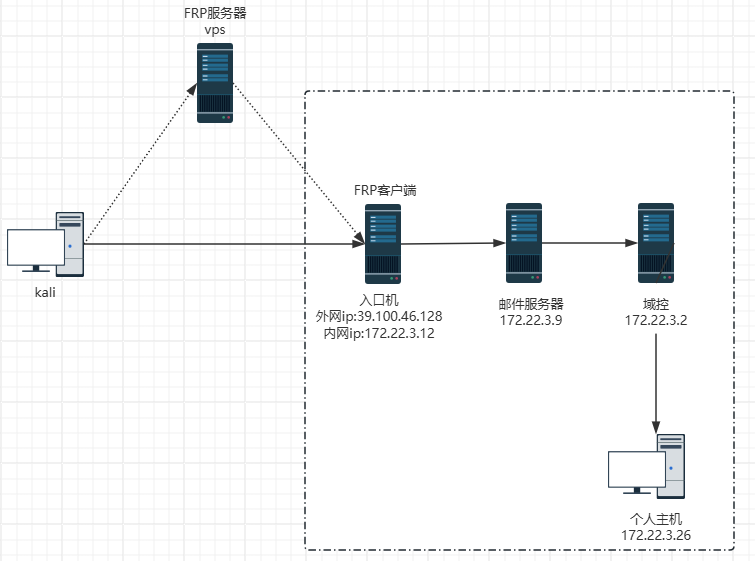 FRP服务器
vps
FRP客户端
kali
入口机
外网ip:39.100.46.128
内网ip:172.22.3.12
邮件服务器
172.22.3.9
域控
172.22.3.2
个人主机
172.22.3.26